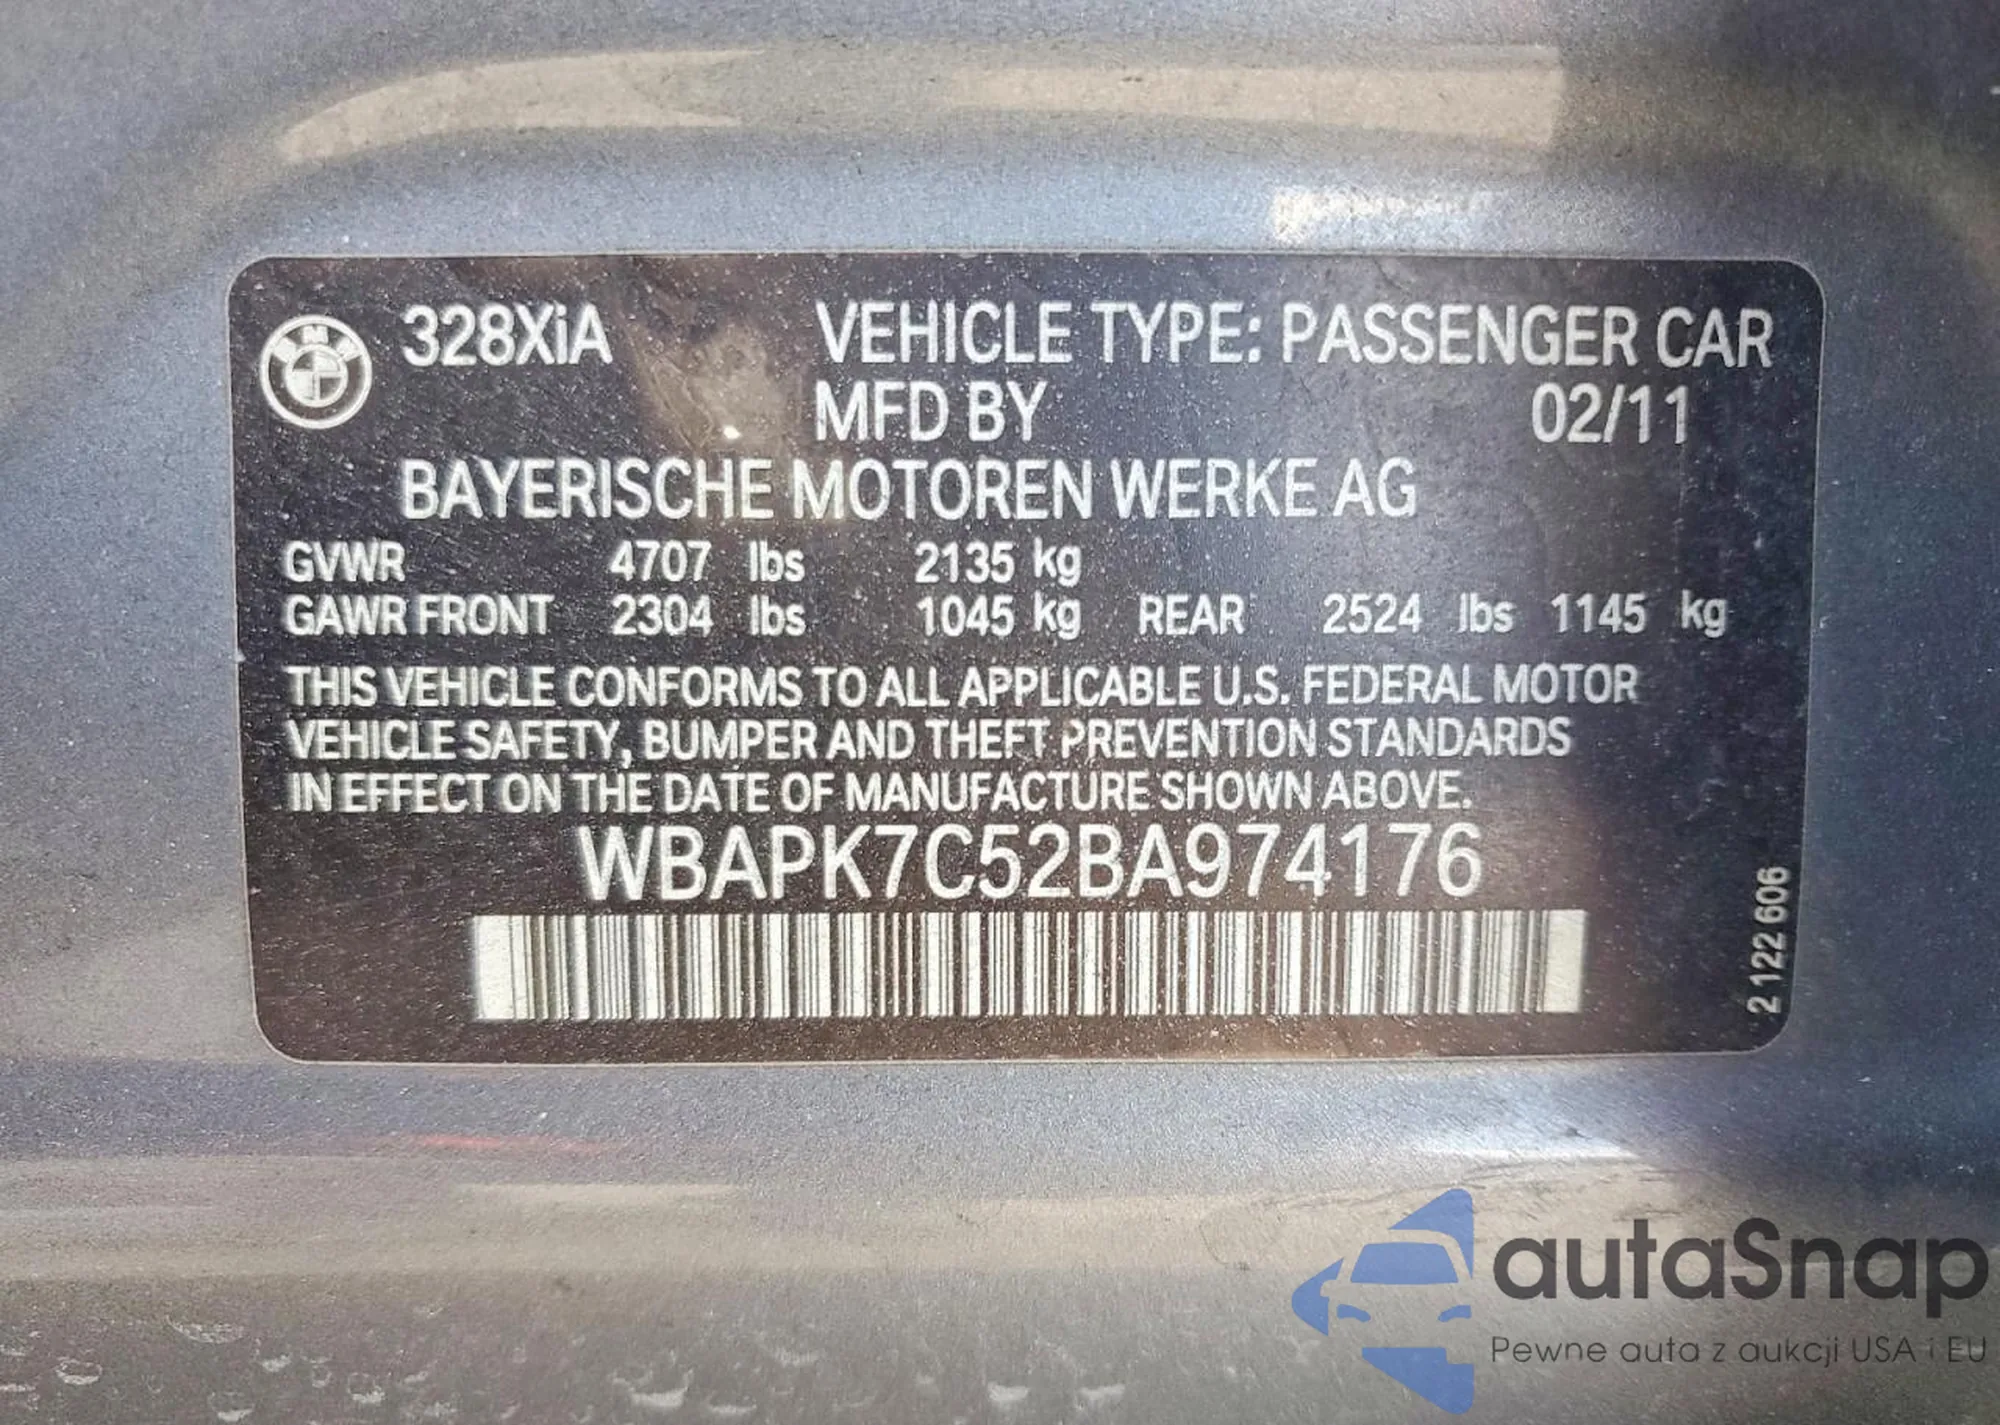 BMW
328XiA VEHICLE TYPE: PASSENGER CAR
MFD BY 02/11
BAYERISCHE MOTOREN WERKE AG
GVWR 4707 lbs 2135 kg
GAWR FRONT 2304 lbs 1045 kg REAR 2524 lbs 1145 kg
THIS VEHICLE CONFORMS TO ALL APPLICABLE U.S. FEDERAL MOTOR
VEHICLE SAFETY, BUMPER AND THEFT PREVENTION STANDARDS
IN EFFECT ON THE DATE OF MANUFACTURE SHOWN ABOVE.
WBAPK7C52BA974176
2 122 606
autaSnap
Pewne auta z aukcji USA i EU